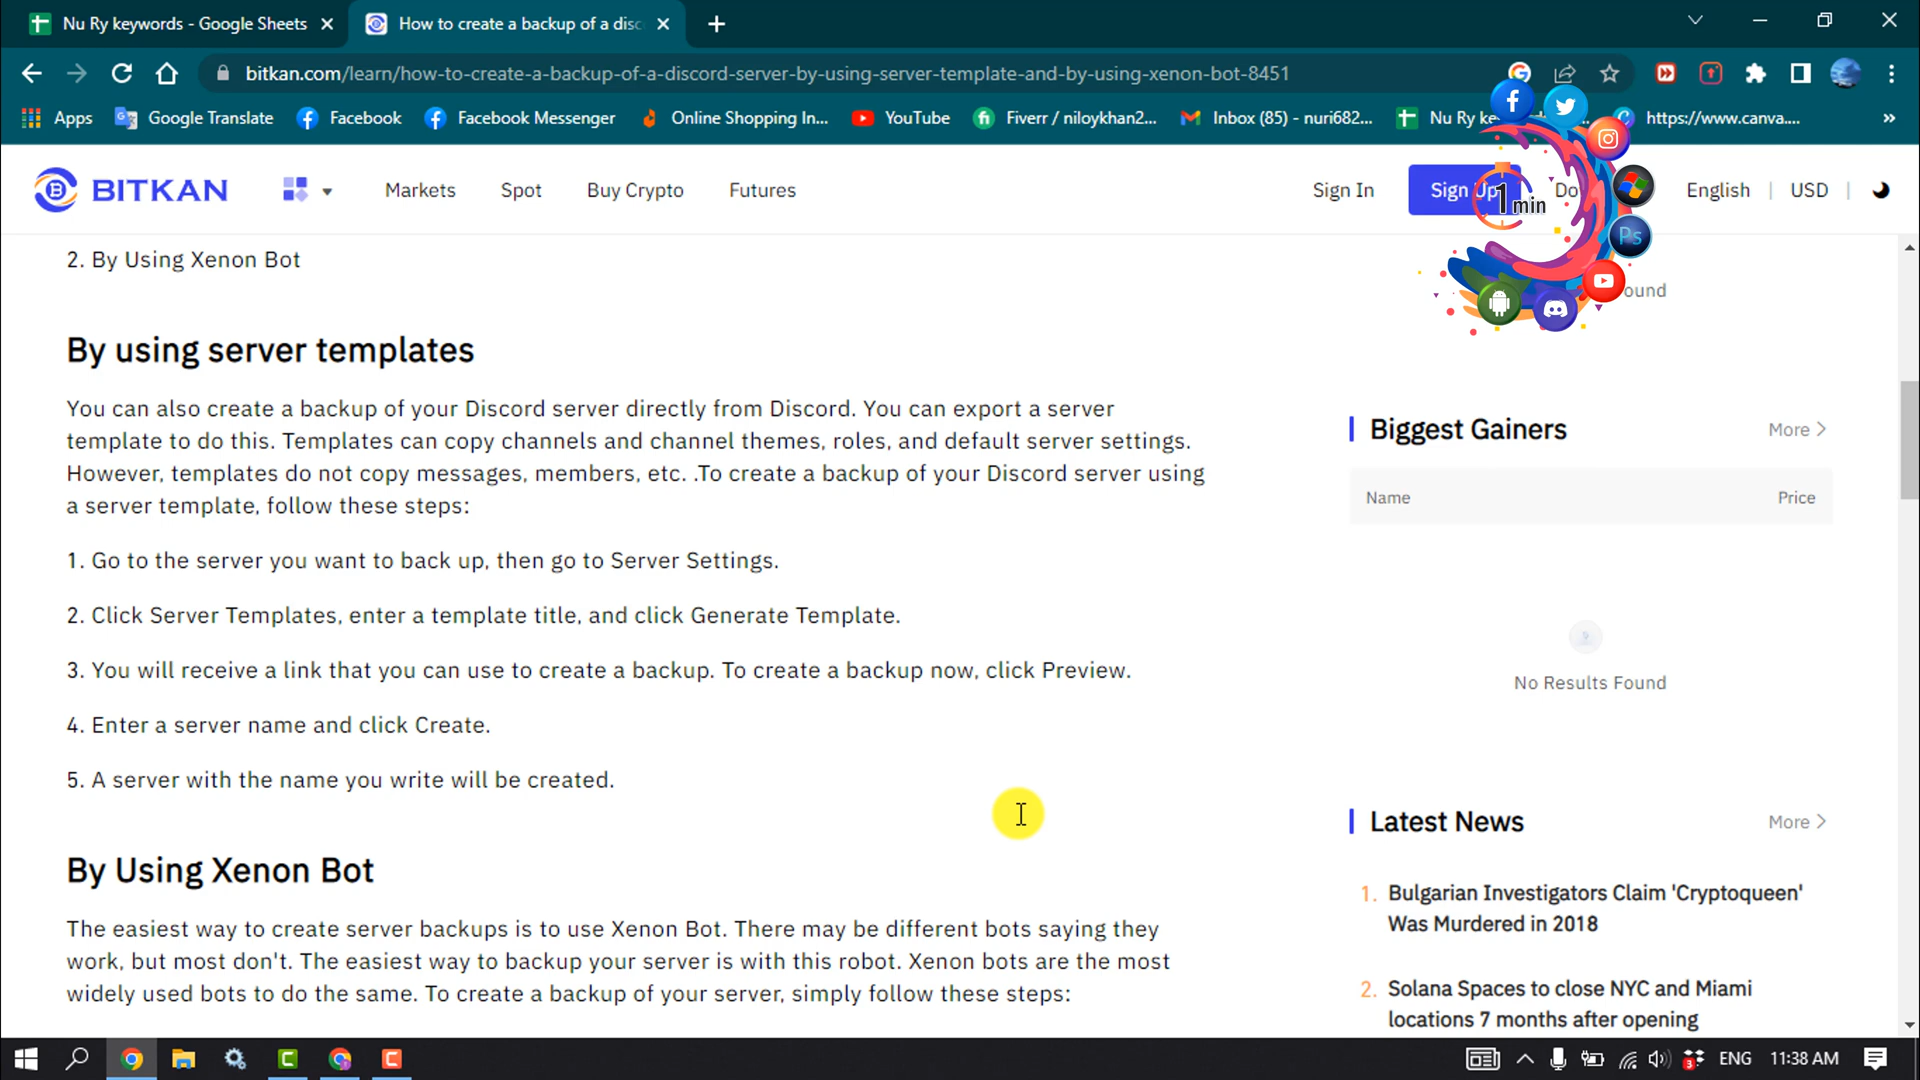 Nu Ry keywords - Google Sheets
How to create a backup of a disc
bitkan.com/learn/how-to-create-a-backup-of-a-discord-server-by-using-server-template-and-by-using-xenon-bot-8451
Apps
Google Translate
Facebook
Facebook Messenger
Online Shopping In...
YouTube
Fiverr / niloykhan2...
Inbox (85) - nuri682...
Nu Ry
https://www.canva....
BITKAN
Markets
Spot
Buy Crypto
Futures
Sign In
Sign Up
1 min
English
USD
Ps
2. By Using Xenon Bot
By using server templates
You can also create a backup of your Discord server directly from Discord. You can export a server
template to do this. Templates can copy channels and channel themes, roles, and default server settings.
However, templates do not copy messages, members, etc. .To create a backup of your Discord server using
a server template, follow these steps:
1. Go to the server you want to back up, then go to Server Settings.
2. Click Server Templates, enter a template title, and click Generate Template.
3. You will receive a link that you can use to create a backup. To create a backup now, click Preview.
4. Enter a server name and click Create.
5. A server with the name you write will be created.
By Using Xenon Bot
The easiest way to create server backups is to use Xenon Bot. There may be different bots saying they
work, but most don't. The easiest way to backup your server is with this robot. Xenon bots are the most
widely used bots to do the same. To create a backup of your server, simply follow these steps:
Biggest Gainers
More
Name
Price
No Results Found
Latest News
More
1. Bulgarian Investigators Claim 'Cryptoqueen'
Was Murdered in 2018
2. Solana Spaces to close NYC and Miami
locations 7 months after opening
ENG
11:38 AM